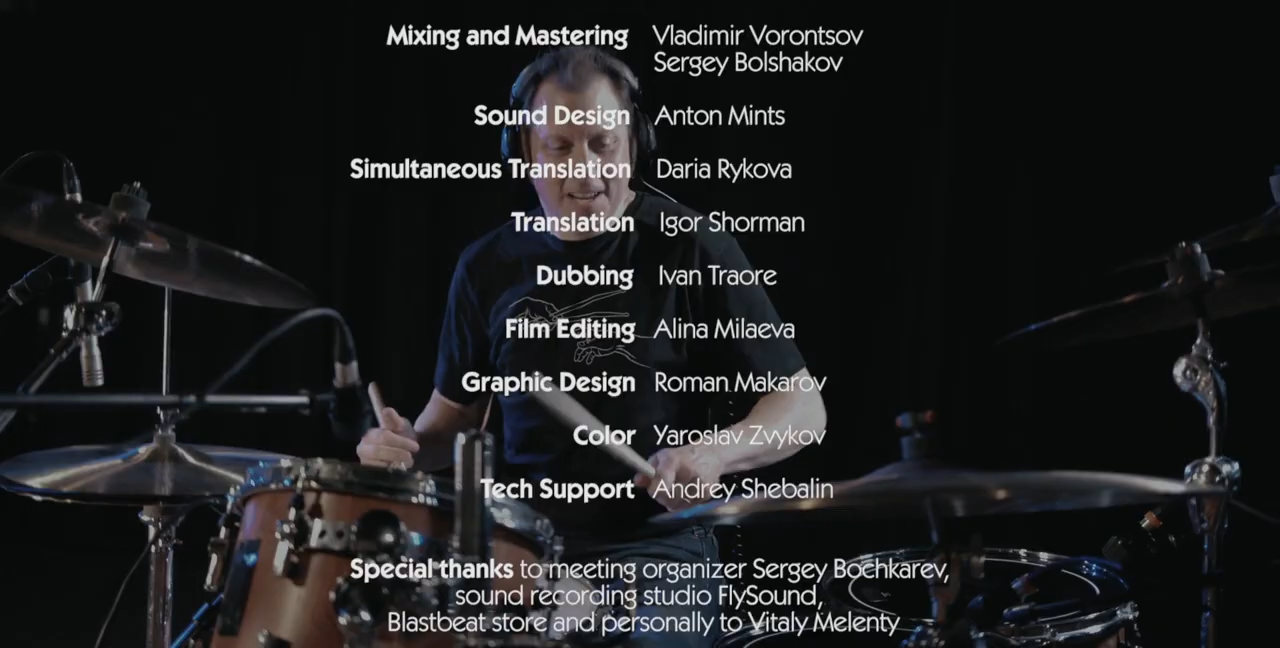 Mixing and Mastering Vladimir Vorontsov
Sergey Bolshakov
Sound Design Anton Mints
Simultaneous Translation Daria Rykova
Translation Igor Shorman
Dubbing Ivan Traore
Film Editing Alina Milaeva
Graphic Design Roman Makarov
Color Yaroslav Zvykov
Tech Support Andrey Shebalin
Special thanks to meeting organizer Sergey Bochkarev,
sound recording studio FlySound,
Blastbeat store and personally to Vitaly Melenty